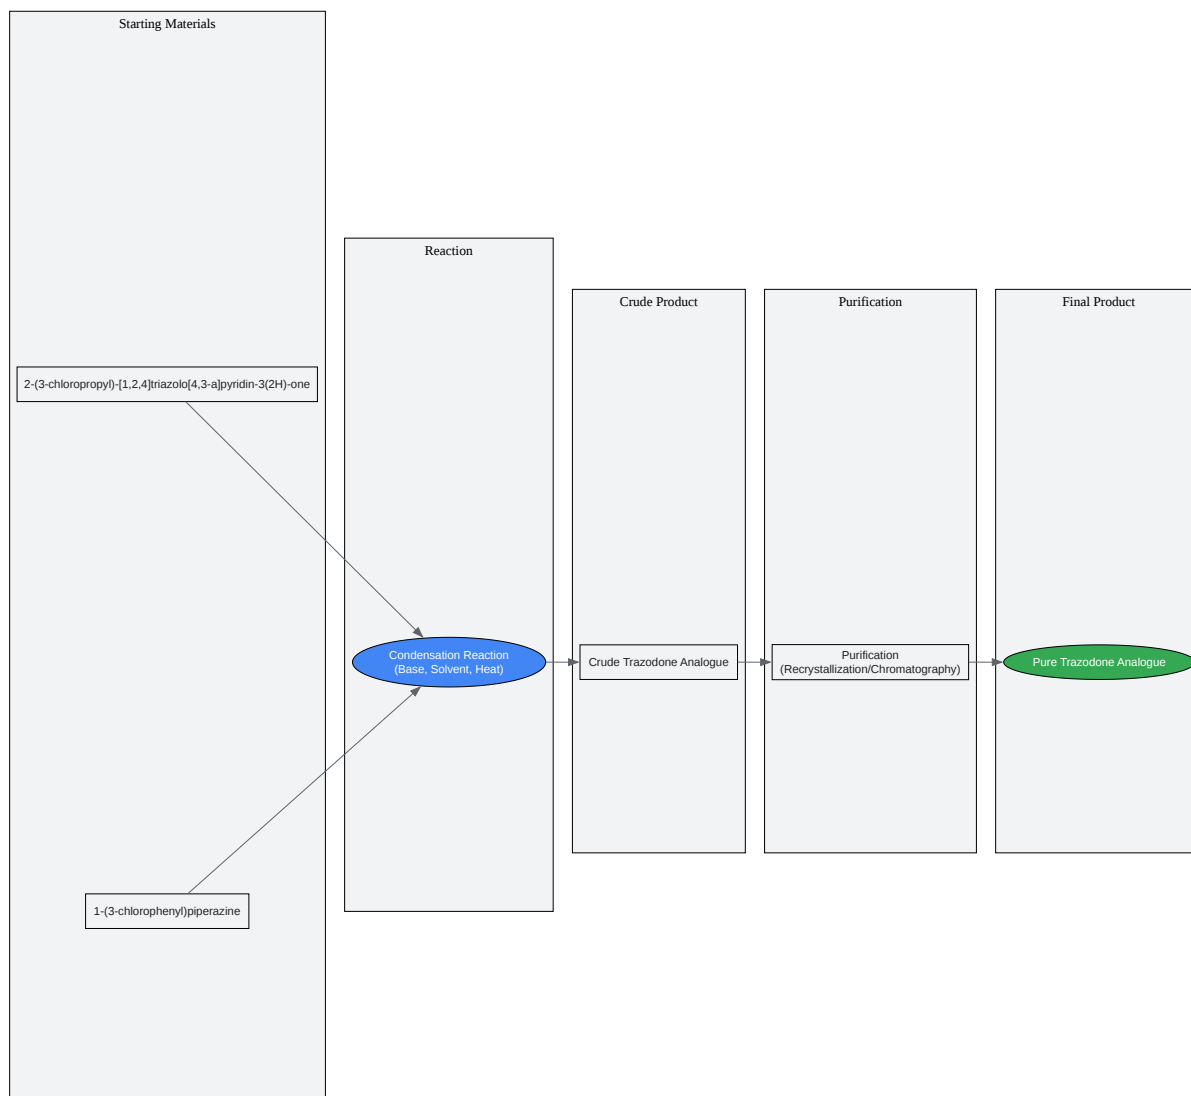 Starting Materials
2-(3-chloropropyl)-[1,2,4]triazolo[4,3-a]pyridin-3(2H)-one
1-(3-chlorophenyl)piperazine
Reaction
Condensation Reaction
(Base, Solvent, Heat)
Crude Product
Crude Trazodone Analogue
Purification
Purification
(Recrystallization/Chromatography)
Final Product
Pure Trazodone Analogue